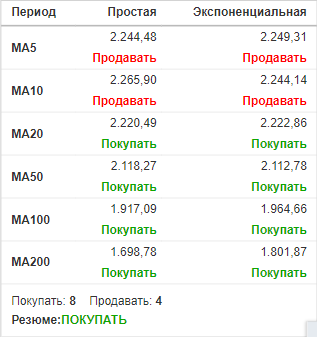 Период Простая Экспоненциальная
MA5 2.244,48 2.249,31
Продавать Продавать
MA10 2.265,90 2.244,14
Продавать Продавать
MA20 2.220,49 2.222,86
Покупать Покупать
MA50 2.118,27 2.112,78
Покупать Покупать
MA100 1.917,09 1.964,66
Покупать Покупать
MA200 1.698,78 1.801,87
Покупать Покупать
Покупать: 8 Продавать: 4
Резюме:ПОКУПАТЬ